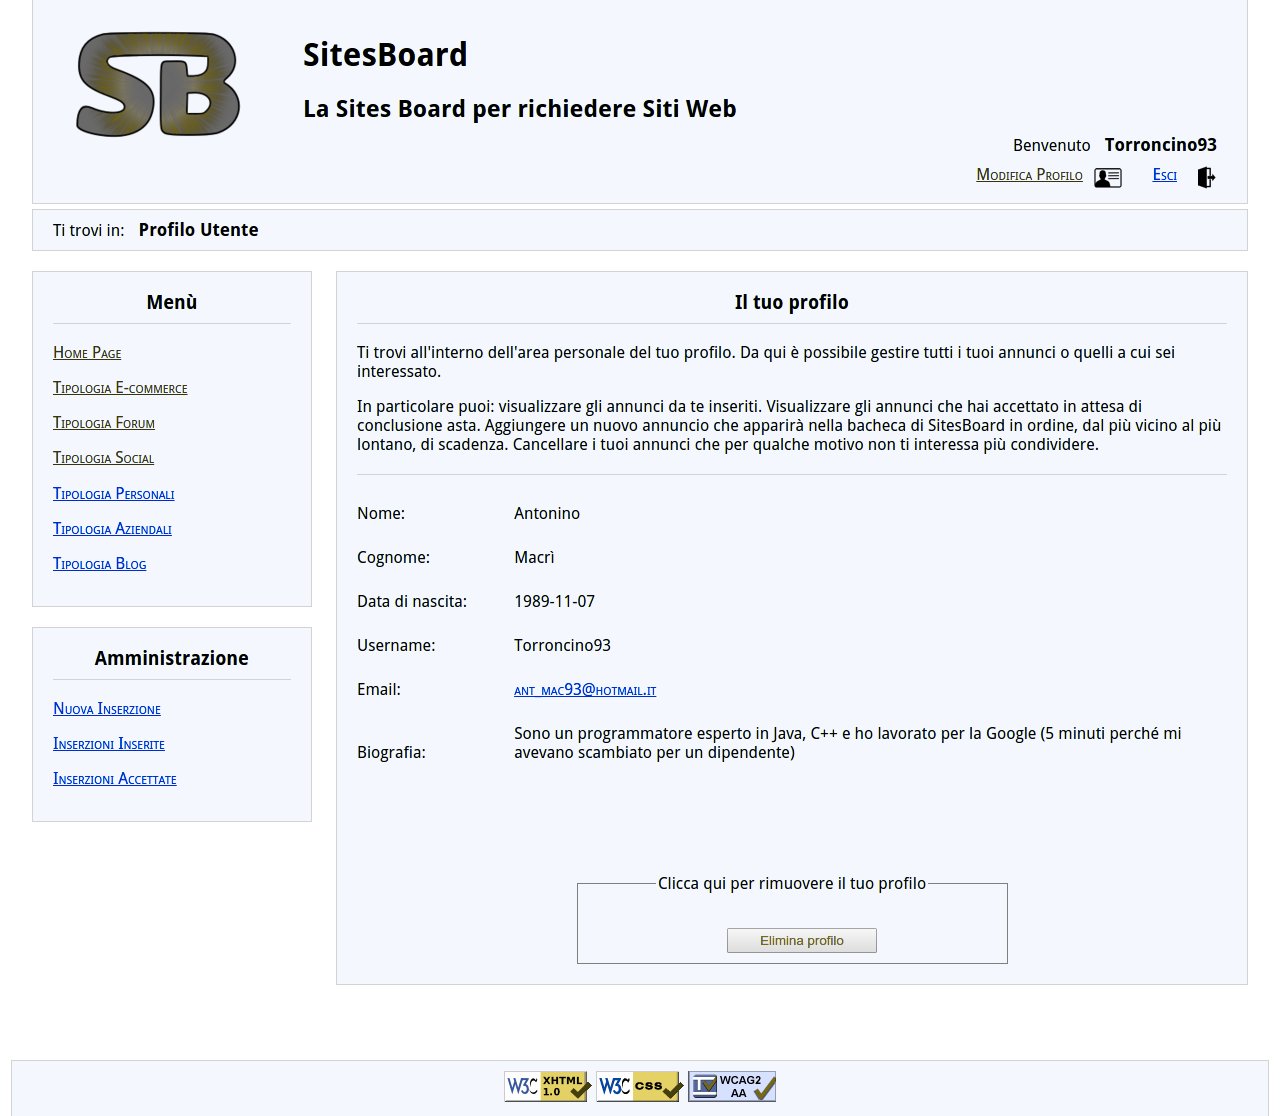 SB
SitesBoard
La Sites Board per richiedere Siti Web
Benvenuto Torroncino93
Modifica Profilo Esci
Ti trovi in: Profilo Utente
Menù
Home Page
Tipologia E-commerce
Tipologia Forum
Tipologia Social
Tipologia Personali
Tipologia Aziendali
Tipologia Blog
Amministrazione
Nuova Inserzione
Inserzioni Inserite
Inserzioni Accettate
Il tuo profilo
Ti trovi all'interno dell'area personale del tuo profilo. Da qui è possibile gestire tutti i tuoi annunci o quelli a cui sei
interessato.
In particolare puoi: visualizzare gli annunci da te inseriti. Visualizzare gli annunci che hai accettato in attesa di
conclusione asta. Aggiungere un nuovo annuncio che apparirà nella bacheca di SitesBoard in ordine, dal più vicino al più
lontano, di scadenza. Cancellare i tuoi annunci che per qualche motivo non ti interessa più condividere.
Nome: Antonino
Cognome: Macrì
Data di nascita: 1989-11-07
Username: Torroncino93
Email: ant_mac93@hotmail.it
Biografia: Sono un programmatore esperto in Java, C++ e ho lavorato per la Google (5 minuti perché mi
avevano scambiato per un dipendente)
Clicca qui per rimuovere il tuo profilo
Elimina profilo
W3C XHTML 1.0
W3C CSS
WCAG2 AA